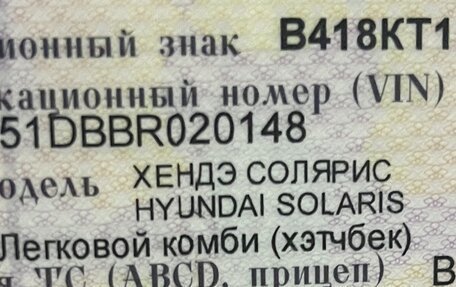 ионный знак В418КТ1
кационный номер (VIN)
51DBBR020148
одель ХЕНДЭ СОЛЯРИС
HYUNDAI SOLARIS
Легковой комби (хэтчбек)
я ТС (ABCD, прицеп) В